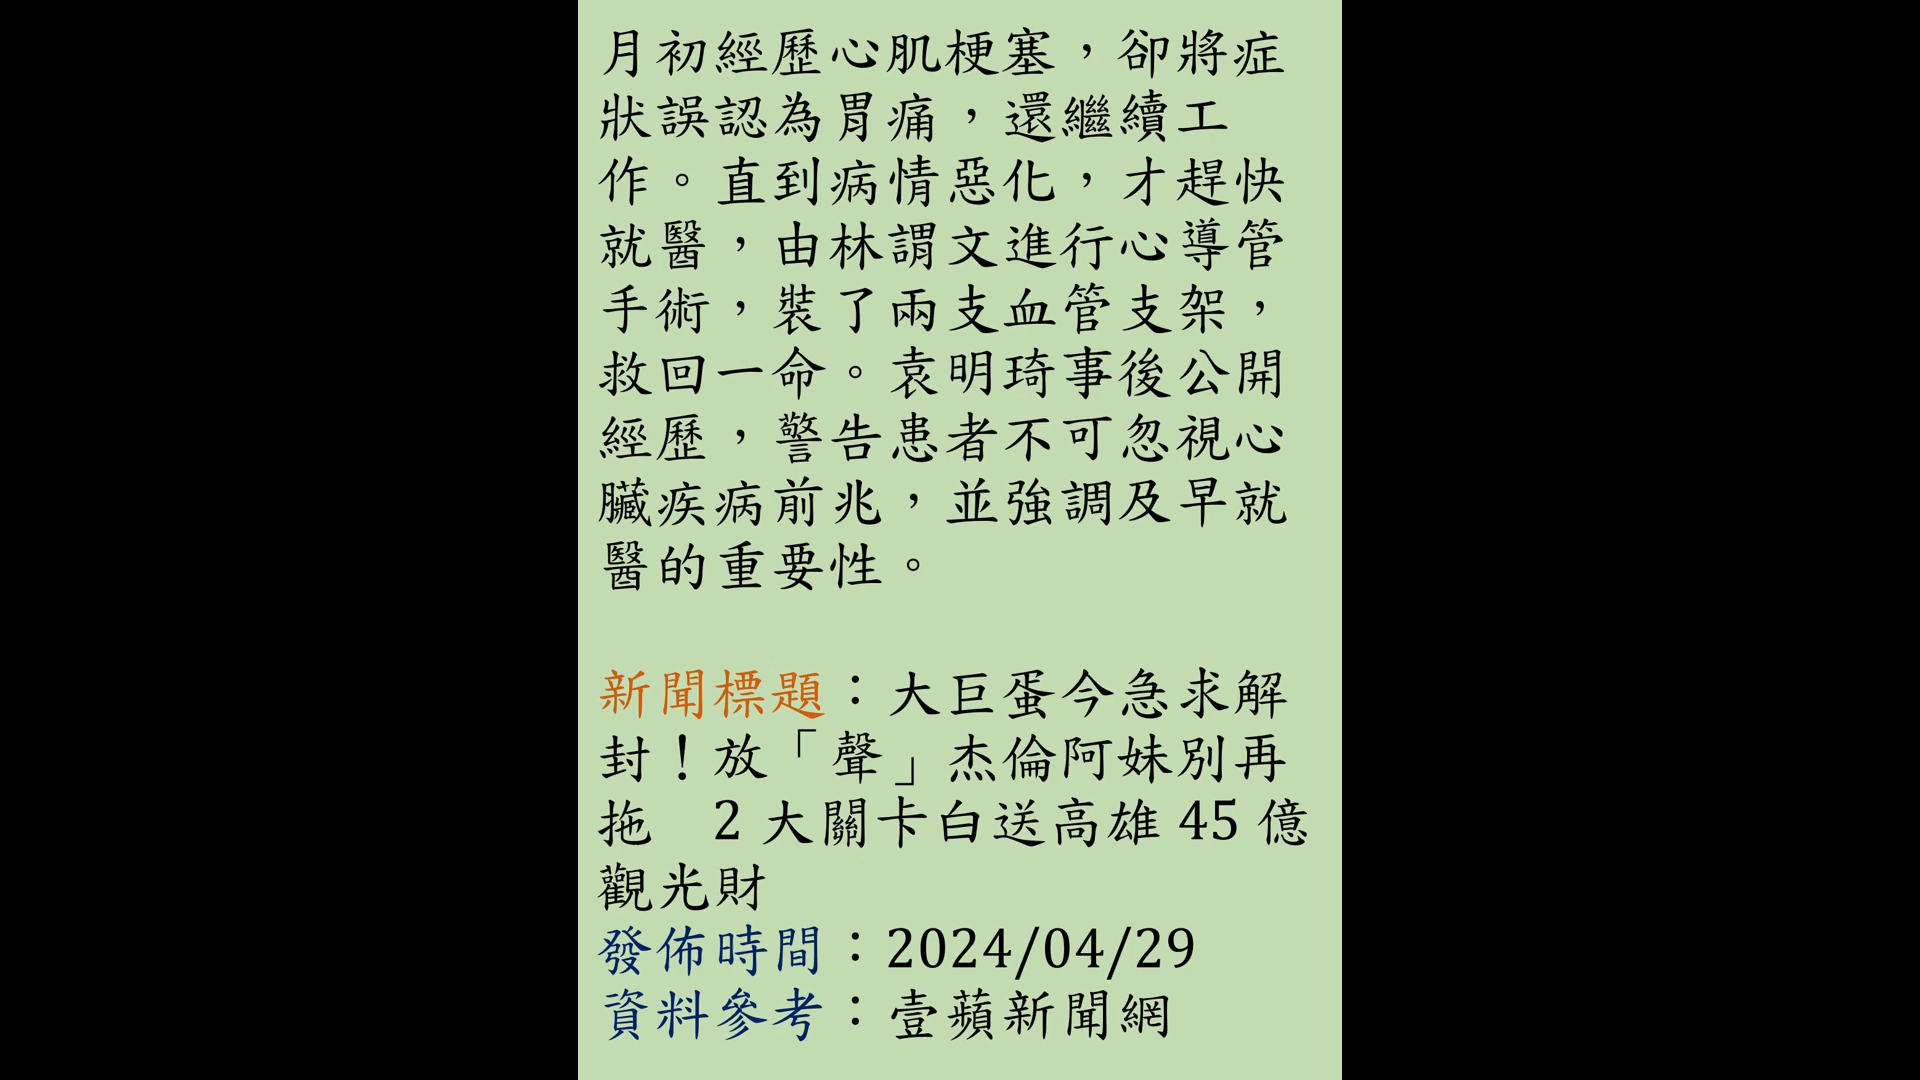 月初經歷心肌梗塞，卻將症
狀誤認為胃痛，還繼續工
作。直到病情惡化，才趕快
就醫，由林謂文進行心導管
手術，裝了兩支血管支架，
救回一命。袁明琦事後公開
經歷，警告患者不可忽視心
臟疾病前兆，並強調及早就
醫的重要性。
新聞標題：大巨蛋今急求解
封！放「聲」杰倫阿妹別再
拖　2 大關卡白送高雄 45 億
觀光財
發佈時間：2024/04/29
資料參考：壹蘋新聞網